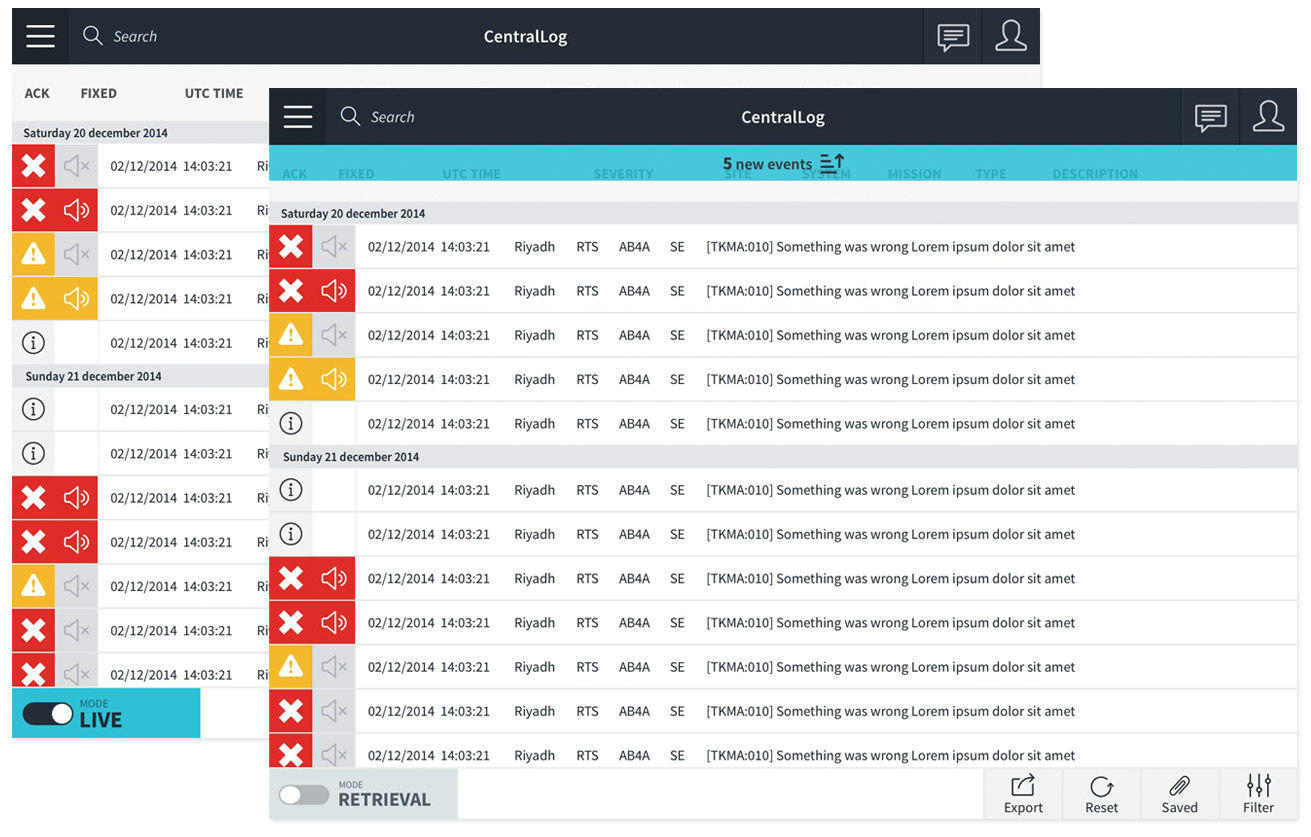 Search CentralLog
ACK FIXED UTC TIME
Saturday 20 december 2014
02/12/2014 14:03:21 Ri
02/12/2014 14:03:21 Ri
02/12/2014 14:03:21 Ri
02/12/2014 14:03:21 Ri
02/12/2014 14:03:21 Ri
Sunday 21 december 2014
02/12/2014 14:03:21 Ri
02/12/2014 14:03:21 Ri
02/12/2014 14:03:21 Ri
02/12/2014 14:03:21 Ri
02/12/2014 14:03:21 Ri
02/12/2014 14:03:21 Ri
02/12/2014 14:03:21 Ri
MODE
LIVE
Search CentralLog
5 new events
ACK FIXED UTC TIME SEVERITY SITE SYSTEM MISSION TYPE DESCRIPTION
Saturday 20 december 2014
02/12/2014 14:03:21 Riyadh RTS AB4A SE [TKMA:010] Something was wrong Lorem ipsum dolor sit amet
02/12/2014 14:03:21 Riyadh RTS AB4A SE [TKMA:010] Something was wrong Lorem ipsum dolor sit amet
02/12/2014 14:03:21 Riyadh RTS AB4A SE [TKMA:010] Something was wrong Lorem ipsum dolor sit amet
02/12/2014 14:03:21 Riyadh RTS AB4A SE [TKMA:010] Something was wrong Lorem ipsum dolor sit amet
02/12/2014 14:03:21 Riyadh RTS AB4A SE [TKMA:010] Something was wrong Lorem ipsum dolor sit amet
Sunday 21 december 2014
02/12/2014 14:03:21 Riyadh RTS AB4A SE [TKMA:010] Something was wrong Lorem ipsum dolor sit amet
02/12/2014 14:03:21 Riyadh RTS AB4A SE [TKMA:010] Something was wrong Lorem ipsum dolor sit amet
02/12/2014 14:03:21 Riyadh RTS AB4A SE [TKMA:010] Something was wrong Lorem ipsum dolor sit amet
02/12/2014 14:03:21 Riyadh RTS AB4A SE [TKMA:010] Something was wrong Lorem ipsum dolor sit amet
02/12/2014 14:03:21 Riyadh RTS AB4A SE [TKMA:010] Something was wrong Lorem ipsum dolor sit amet
02/12/2014 14:03:21 Riyadh RTS AB4A SE [TKMA:010] Something was wrong Lorem ipsum dolor sit amet
02/12/2014 14:03:21 Riyadh RTS AB4A SE [TKMA:010] Something was wrong Lorem ipsum dolor sit amet
MODE
RETRIEVAL
Export Reset Saved Filter